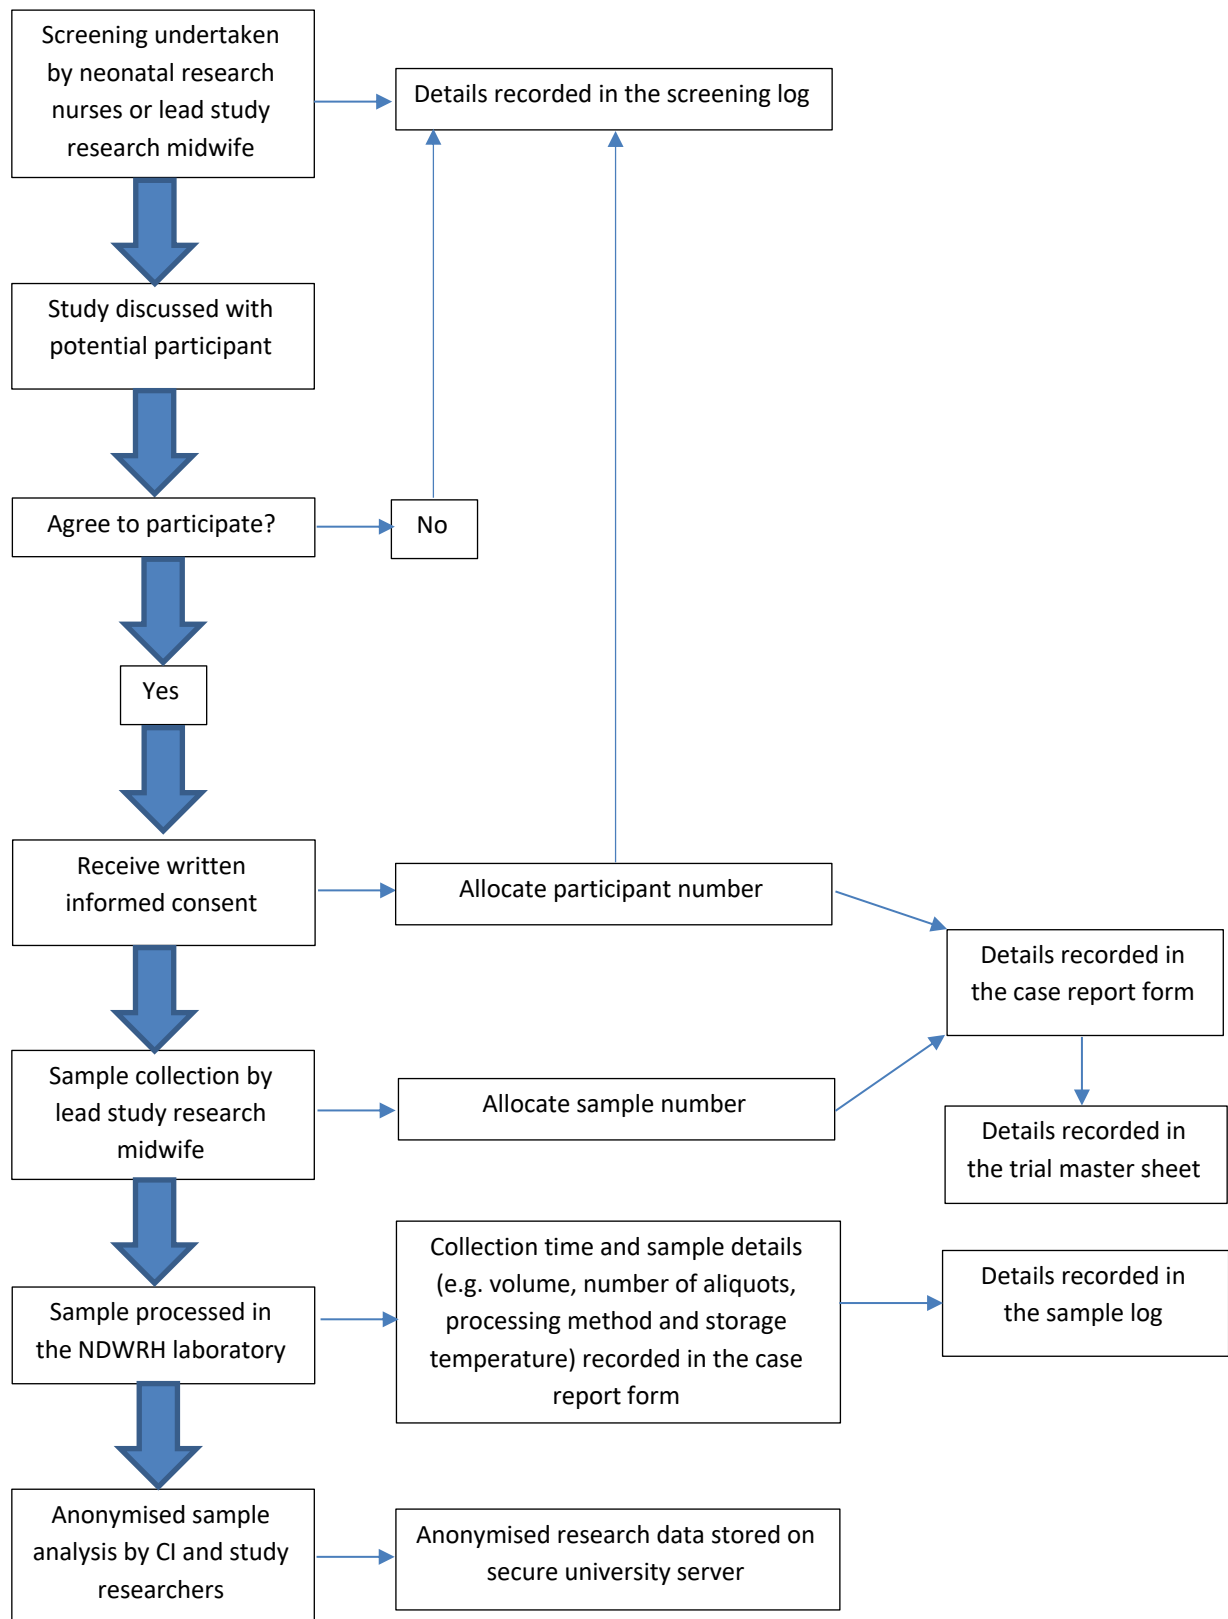 Screening undertaken
by neonatal research
nurses or lead study
research midwife
Details recorded in the screening log
Study discussed with
potential participant
Agree to participate?
No
Yes
Receive written
informed consent
Allocate participant number
Details recorded in
the case report form
Sample collection by
lead study research
midwife
Allocate sample number
Details recorded in
the trial master sheet
Sample processed in
the NDWRH laboratory
Collection time and sample details
(e.g. volume, number of aliquots,
processing method and storage
temperature) recorded in the case
report form
Details recorded in
the sample log
Anonymised sample
analysis by CI and study
researchers
Anonymised research data stored on
secure university server